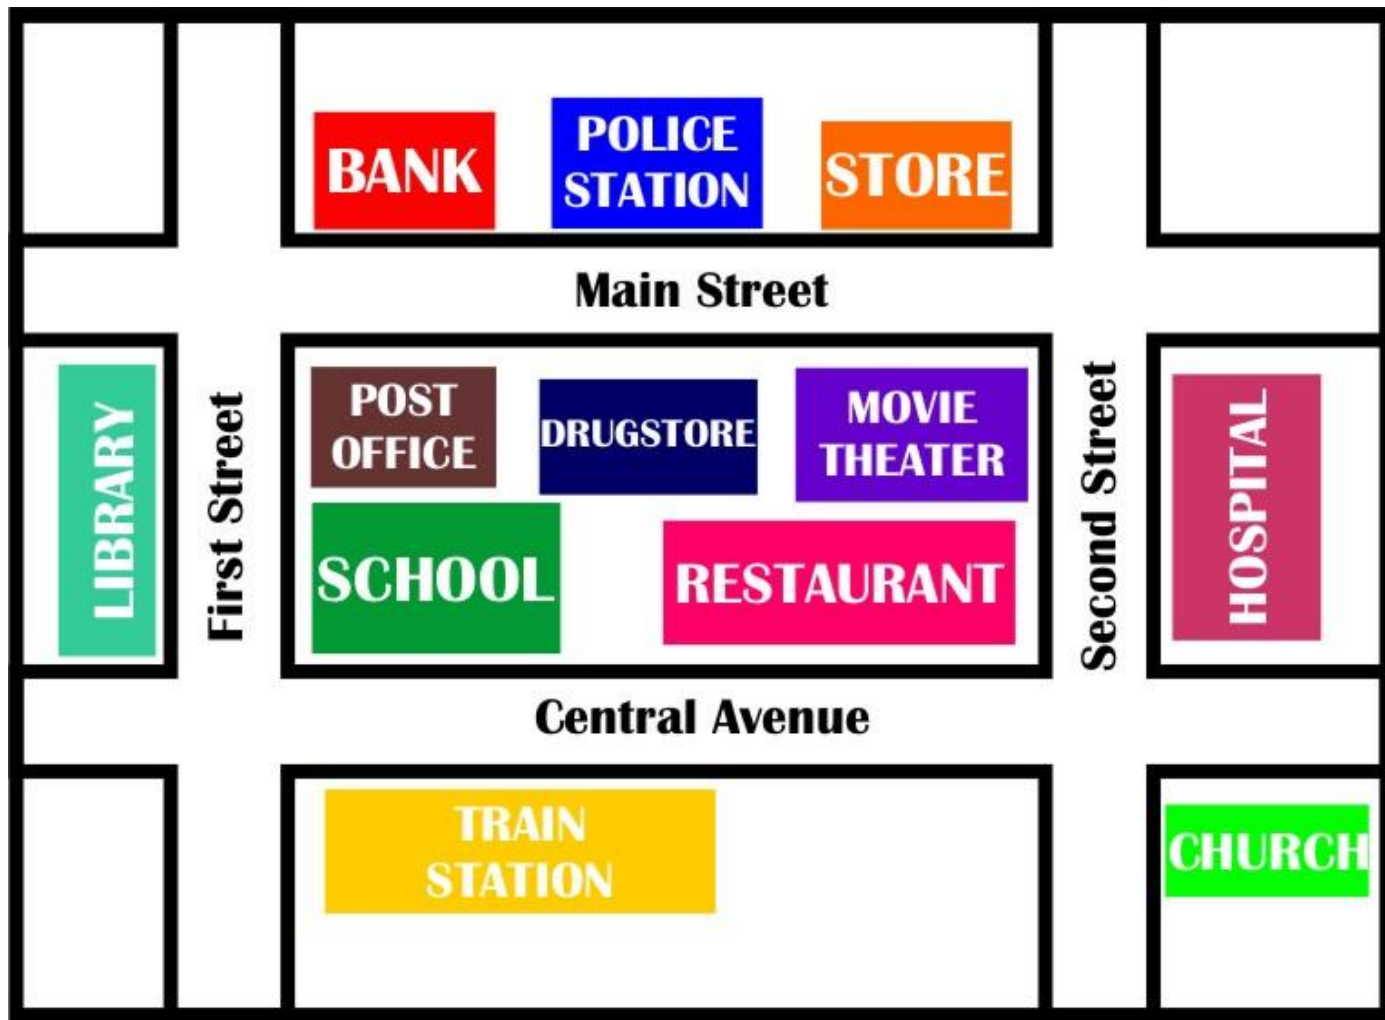 BANK
POLICE
STATION
STORE
Main Street
LIBRARY
First Street
POST
OFFICE
DRUGSTORE
MOVIE
THEATER
Second Street
HOSPITAL
SCHOOL
RESTAURANT
Central Avenue
TRAIN
STATION
CHURCH